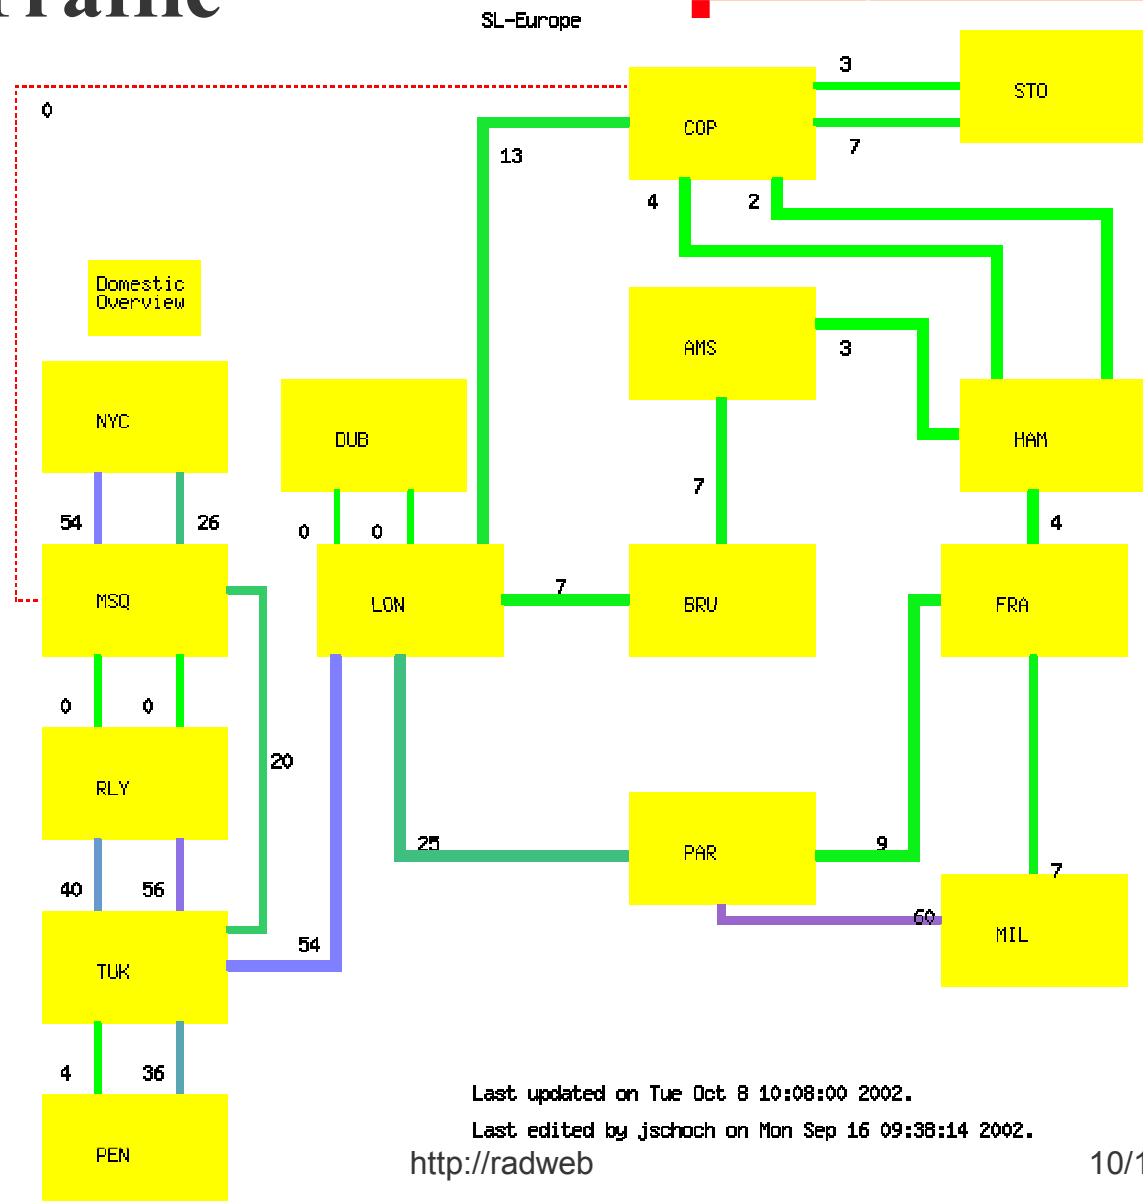 SL-Europe
3
STO
0
COP
13
7
4
2
Domestic
Overview
AMS
3
NYC
DUB
HAM
7
54
26
0
0
4
7
MSQ
LON
BRU
FRA
0
0
20
RLY
25
PAR
9
7
40
56
60
54
MIL
TUK
4
36
Last updated on Tue Oct 8 10:08:00 2002.
Last edited by jschoch on Mon Sep 16 09:38:14 2002.
PEN
http://radweb